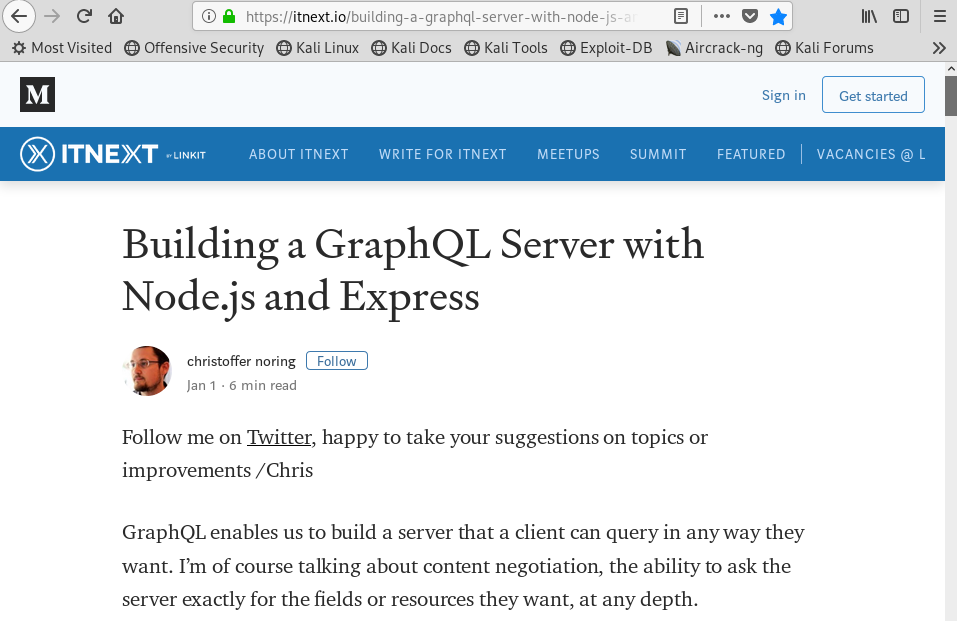 https://itnext.io/building-a-graphql-server-with-node-js-an
Most Visited Offensive Security Kali Linux Kali Docs Kali Tools Exploit-DB Aircrack-ng Kali Forums
M
Sign in Get started
ITNEXT BY LINKIT ABOUT ITNEXT WRITE FOR ITNEXT MEETUPS SUMMIT FEATURED VACANCIES @ L
Building a GraphQL Server with
Node.js and Express
christoffer noring Follow
Jan 1 · 6 min read
Follow me on Twitter, happy to take your suggestions on topics or
improvements /Chris
GraphQL enables us to build a server that a client can query in any way they
want. I’m of course talking about content negotiation, the ability to ask the
server exactly for the fields or resources they want, at any depth.